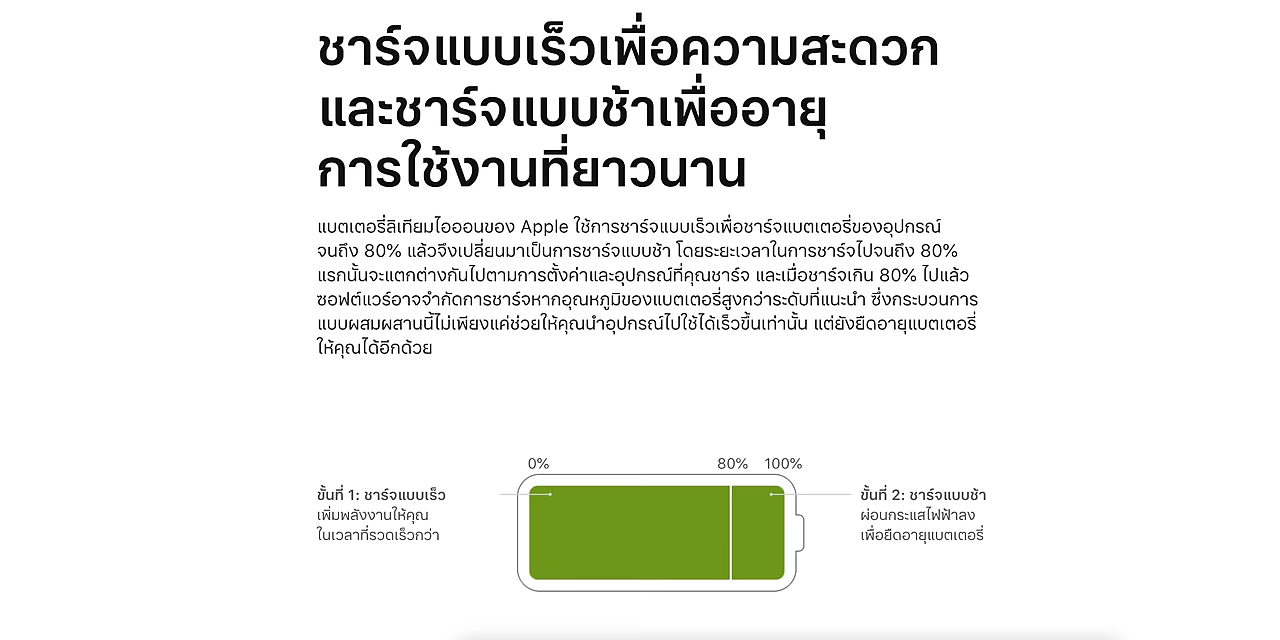 ชาร์จแบบเร็วเพื่อความสะดวก
และชาร์จแบบช้าเพื่ออายุ
การใช้งานที่ยาวนาน
แบตเตอรี่ลิเทียมไอออนของ Apple ใช้การชาร์จแบบเร็วเพื่อชาร์จแบตเตอรี่ของอุปกรณ์
จนถึง 80% แล้วจึงเปลี่ยนมาเป็นการชาร์จแบบช้า โดยระยะเวลาในการชาร์จไปจนถึง 80%
แรกนั้นจะแตกต่างกันไปตามการตั้งค่าและอุปกรณ์ที่คุณชาร์จ และเมื่อชาร์จเกิน 80% ไปแล้ว
ซอฟต์แวร์อาจจำกัดการชาร์จหากอุณหภูมิของแบตเตอรี่สูงกว่าระดับที่แนะนำ ซึ่งกระบวนการ
แบบผสมผสานนี้ไม่เพียงแค่ช่วยให้คุณนำอุปกรณ์ไปใช้ได้เร็วขึ้นเท่านั้น แต่ยังยืดอายุแบตเตอรี่
ให้คุณได้อีกด้วย
0% 80% 100%
ขั้นที่ 1: ชาร์จแบบเร็ว
เพิ่มพลังงานให้คุณ
ในเวลาที่รวดเร็วกว่า
ขั้นที่ 2: ชาร์จแบบช้า
ผ่อนกระแสไฟฟ้าลง
เพื่อยืดอายุแบตเตอรี่